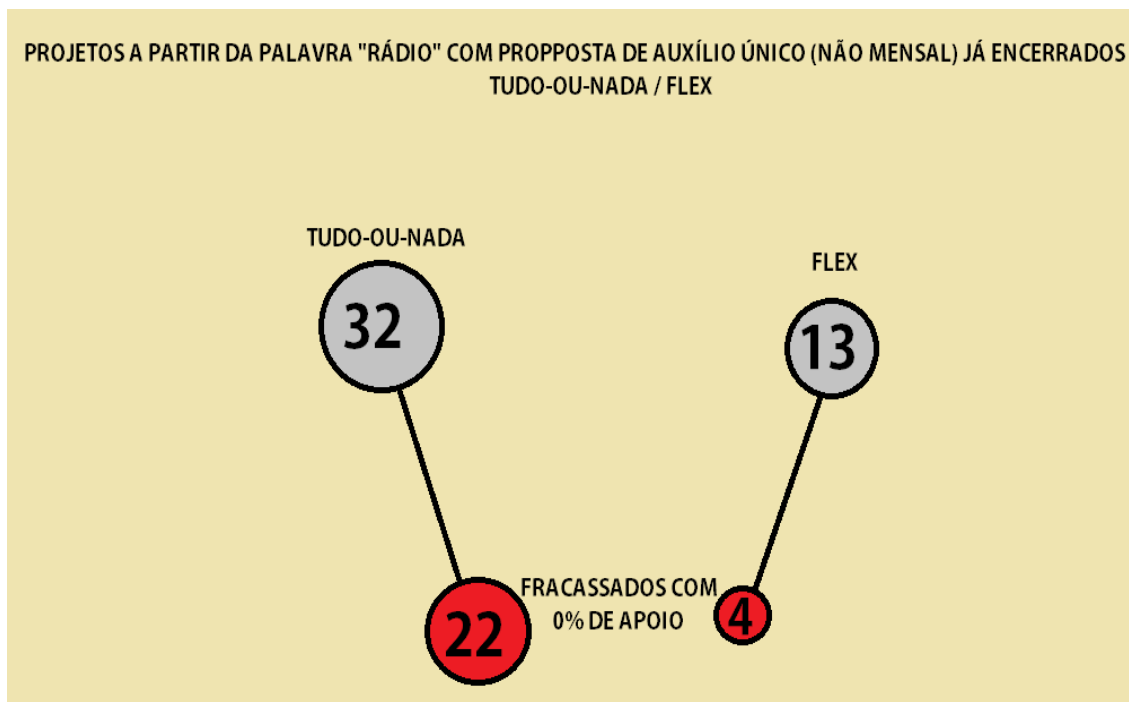 PROJETOS A PARTIR DA PALAVRA "RÁDIO" COM PROPPOSTA DE AUXÍLIO ÚNICO (NÃO MENSAL) JÁ ENCERRADOS
TUDO-OU-NADA / FLEX
TUDO-OU-NADA
FLEX
32
13
FRACASSADOS COM
0% DE APOIO
22
4